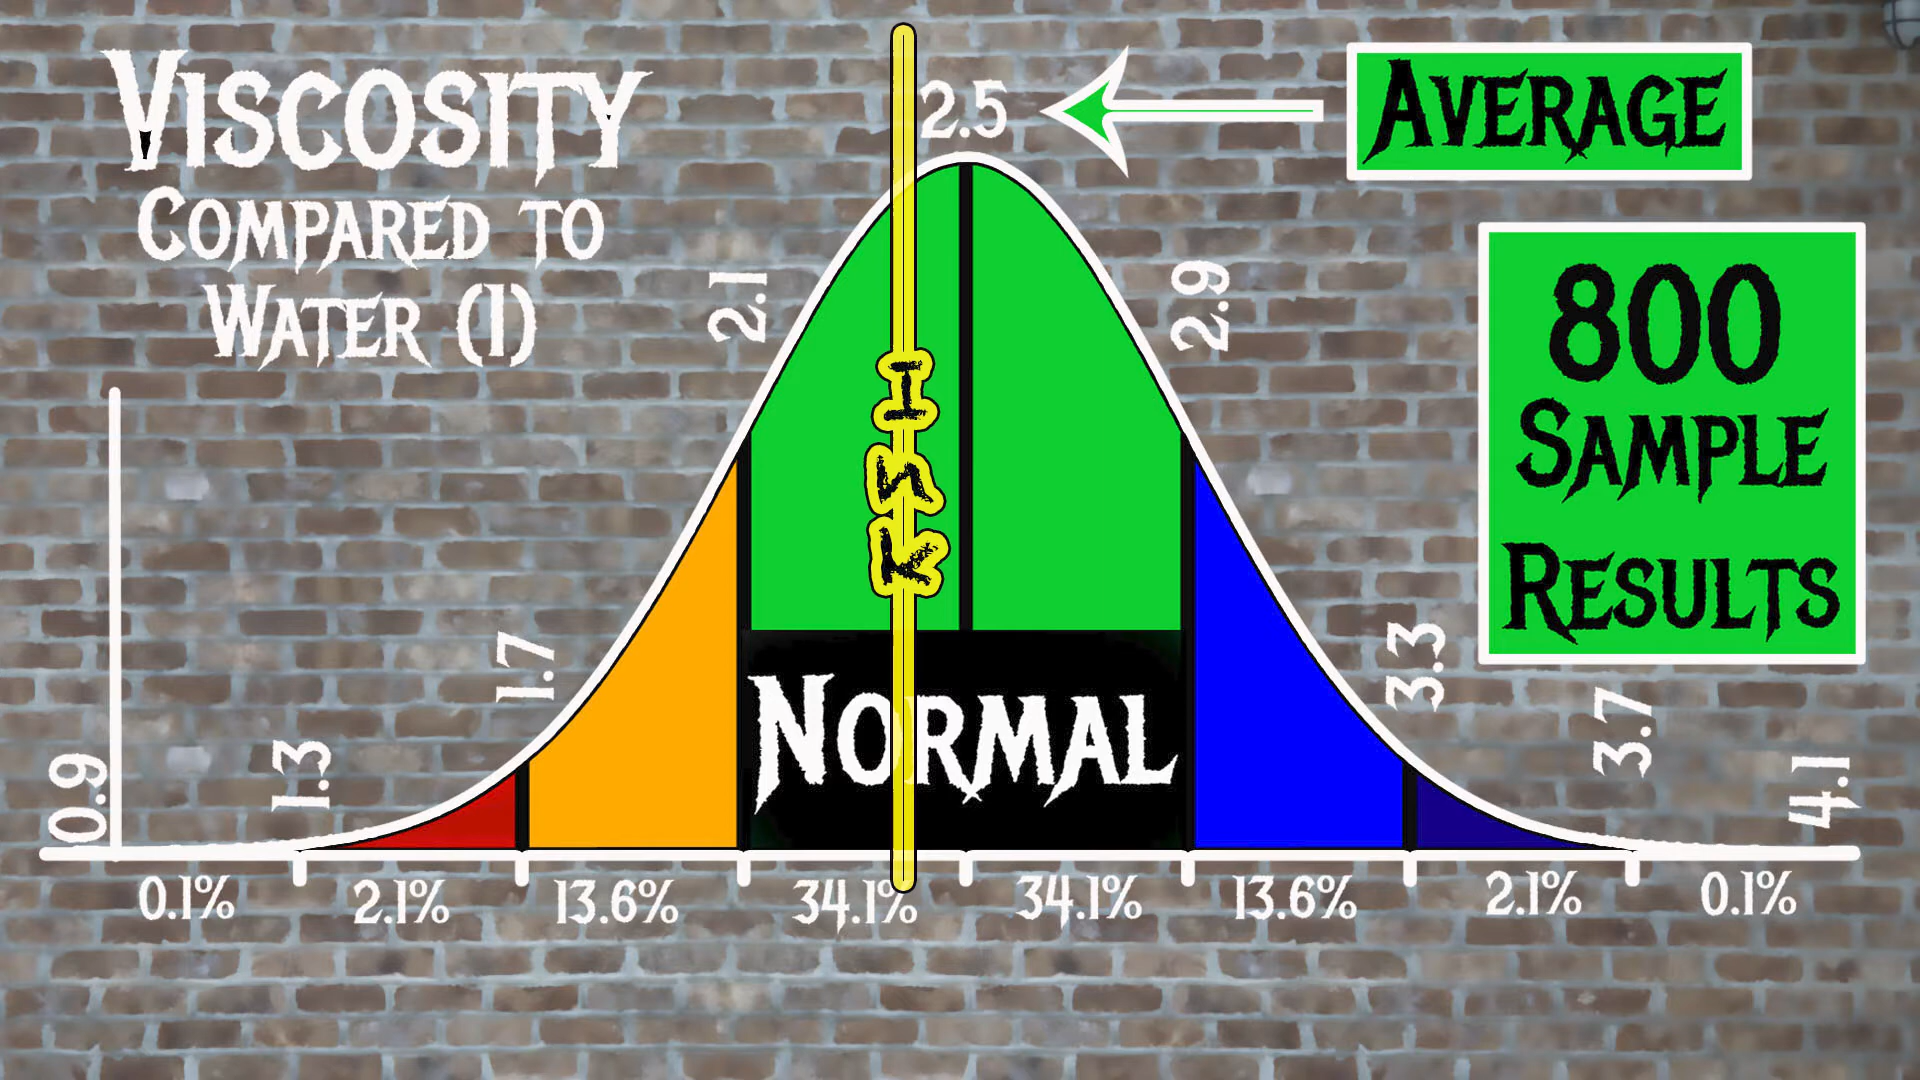 VISCOSITY
COMPARED TO
WATER (1)
2.5
AVERAGE
800
SAMPLE
RESULTS
2.1
2.9
INK
1.7
3.3
NORMAL
3.7
1.3
0.9
4.1
0.1%
2.1%
13.6%
34.1%
34.1%
13.6%
2.1%
0.1%